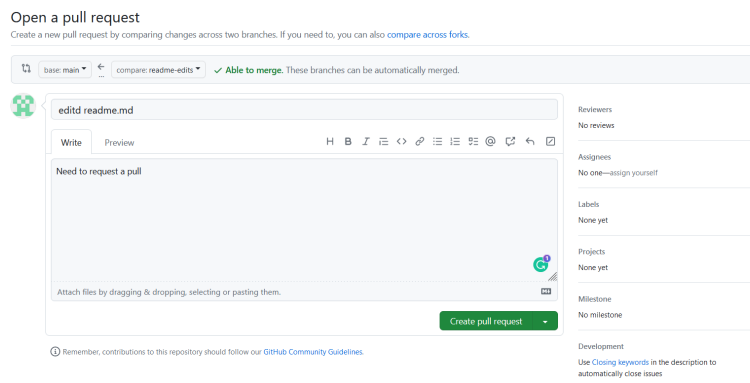 Open a pull request
Create a new pull request by comparing changes across two branches. If you need to, you can also compare across forks.
base: main
...
compare: readme-edits
Able to merge. These branches can be automatically merged.
editd readme.md
Write
Preview
H B I
Need to request a pull
1
Attach files by dragging & dropping, selecting or pasting them.
Create pull request
Remember, contributions to this repository should follow our GitHub Community Guidelines.
Reviewers
No reviews
Assignees
No one—assign yourself
Labels
None yet
Projects
None yet
Milestone
No milestone
Development
Use Closing keywords in the description to
automatically close issues